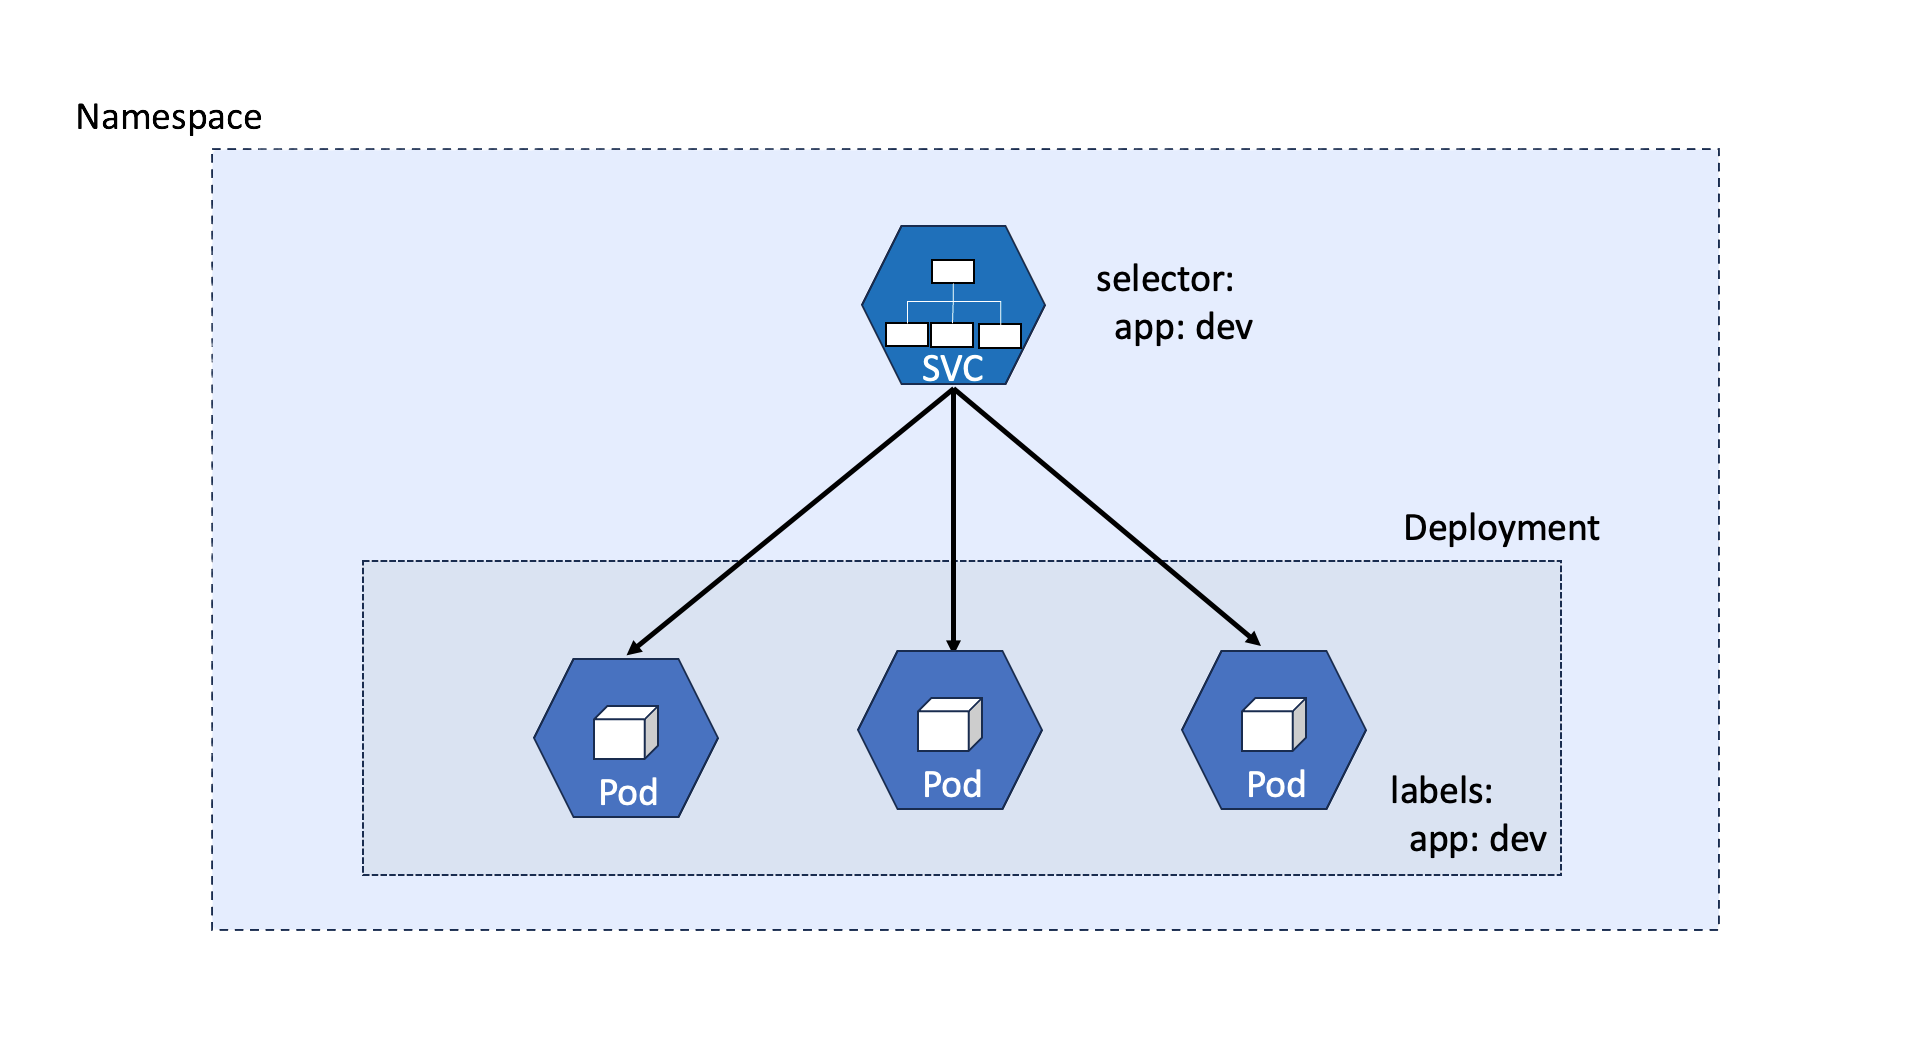 Namespace
selector:
app: dev
SVC
Deployment
Pod
Pod
Pod
labels:
app: dev